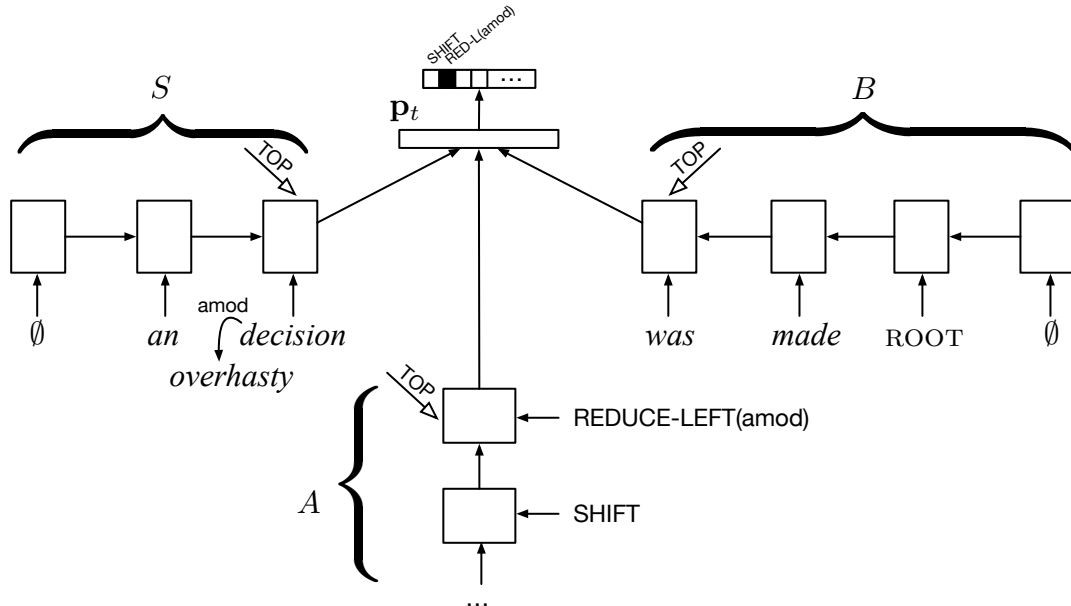 SHIFT
RED-L(amod)
...
p_t
S
B
TOP
TOP
∅ an decision was made ROOT ∅
amod
overhasty
TOP
REDUCE-LEFT(amod)
A
SHIFT
...